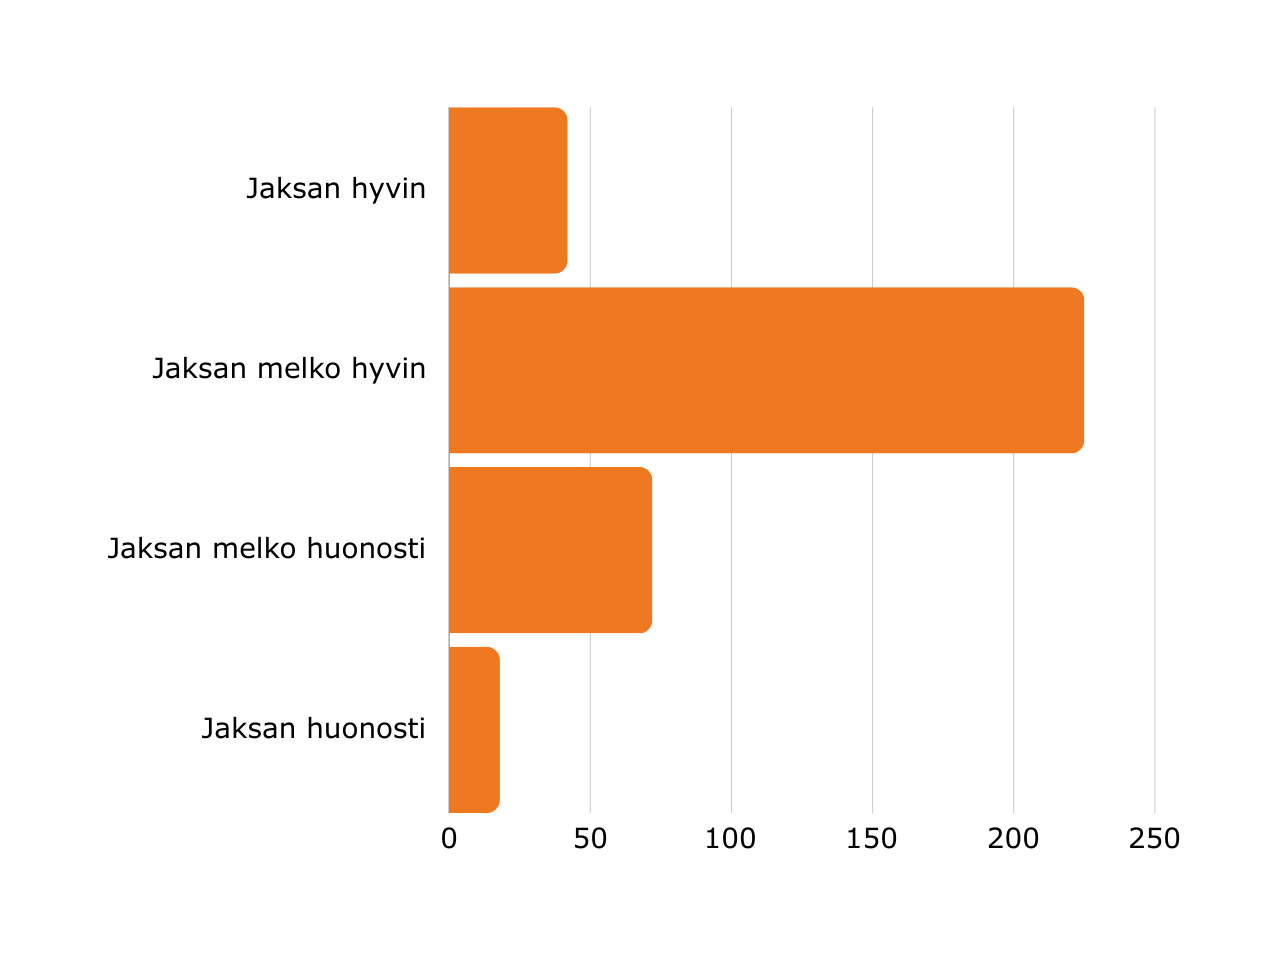 Jaksan hyvin
Jaksan melko hyvin
Jaksan melko huonosti
Jaksan huonosti
0 50 100 150 200 250